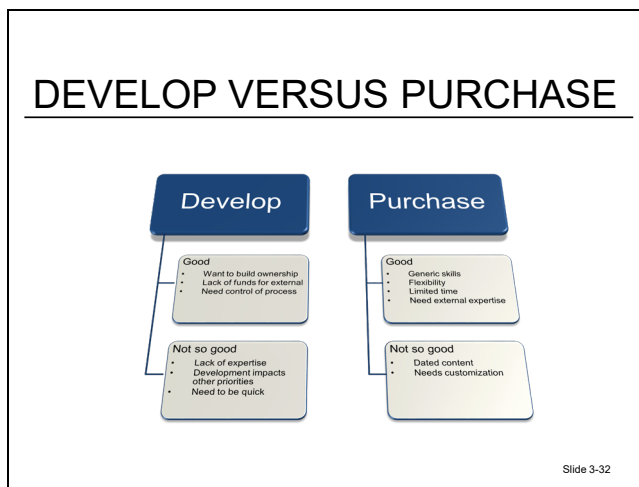 DEVELOP VERSUS PURCHASE
Develop
Good
• Want to build ownership
• Lack of funds for external
• Need control of process
Not so good
• Lack of expertise
• Development impacts
other priorities
• Need to be quick
Purchase
Good
• Generic skills
• Flexibility
• Limited time
• Need external expertise
Not so good
• Dated content
• Needs customization
Slide 3-32